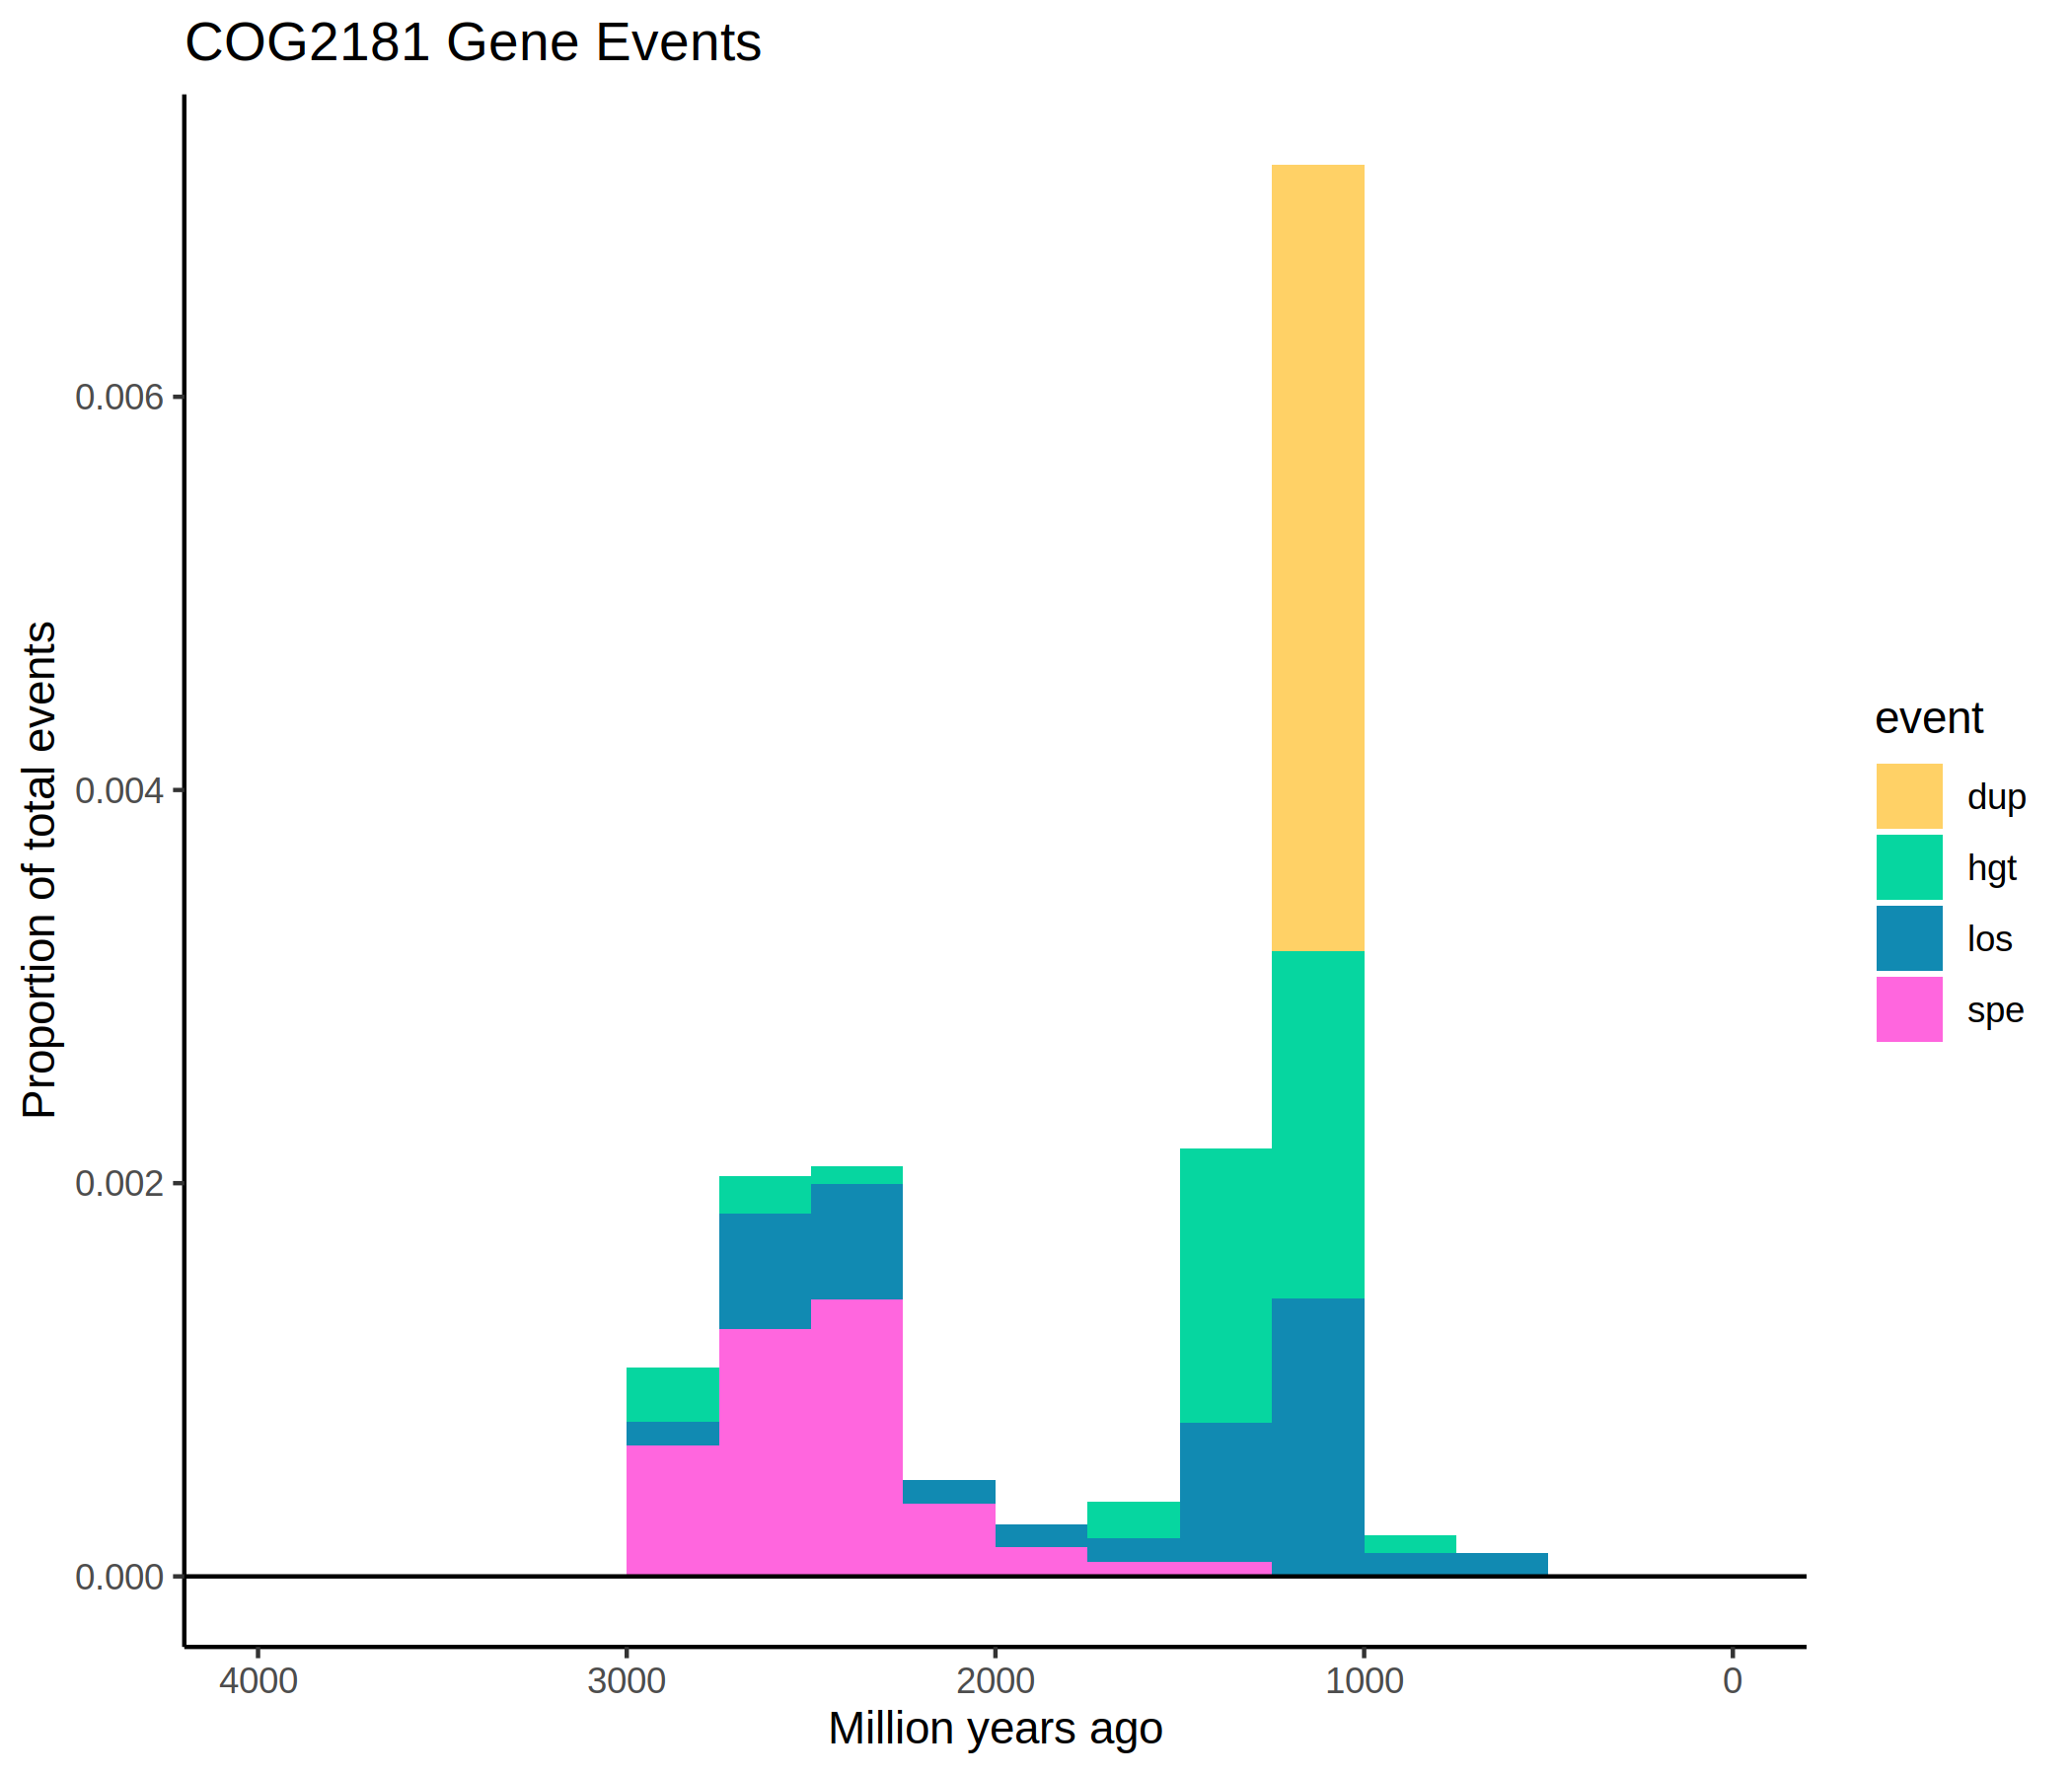 COG2181 Gene Events
Proportion of total events
0.006
0.004
0.002
0.000
4000 3000 2000 1000 0
Million years ago
event
dup
hgt
los
spe